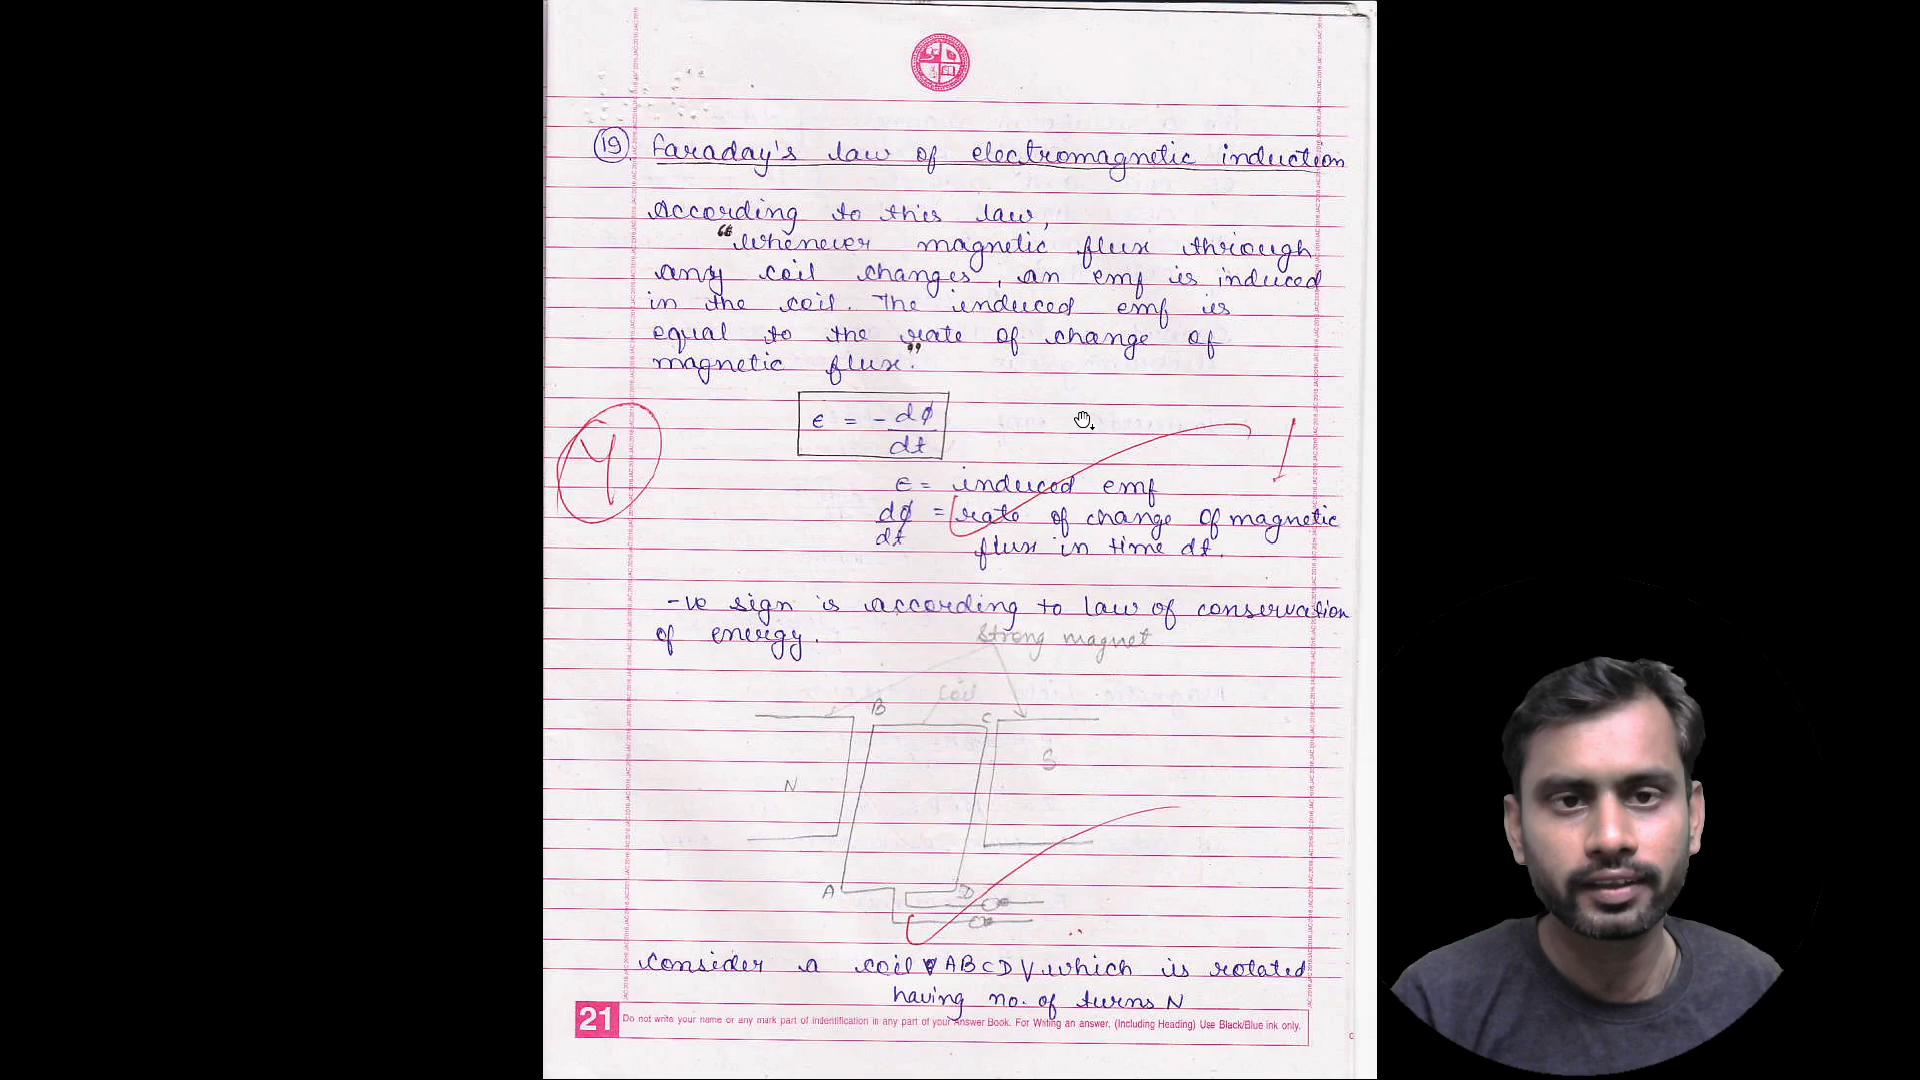 19 Faraday's law of electromagnetic induction
According to this law,
"Whenever magnetic flux through
any coil changes, an emf is induced
in the coil. The induced emf is
equal to the rate of change of
magnetic flux."
ϵ = - dϕ/dt
ϵ = induced emf
dϕ/dt = rate of change of magnetic
flux in time dt.
-ve sign is according to law of conservation
of energy.
4
1
Strong magnet
Coil
B
C
N
S
A
D
Consider a coil ABCD which is rotated
having no. of turns N
21 Do not write your name or any mark part of indentification in any part of your Answer Book. For Writing an answer, (Including Heading) Use Black/Blue ink only.